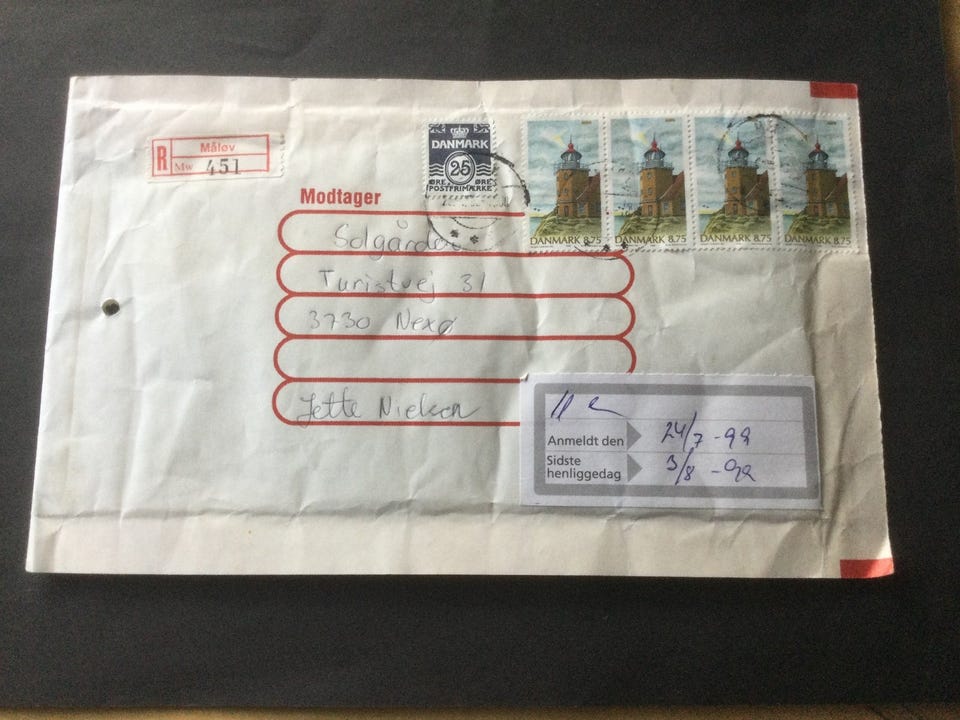 R
Måløv
Mw 451
DANMARK
25
ØRE ØRE
POSTFRIMÆRKE
DANMARK 8.75
DANMARK 8.75
DANMARK 8.75
DANMARK 8.75
Modtager
Solgården
Turistvej 31
3730 Nexø
Jette Nielsen
Anmeldt den 24/7-99
Sidste
henliggedag 3/8-99